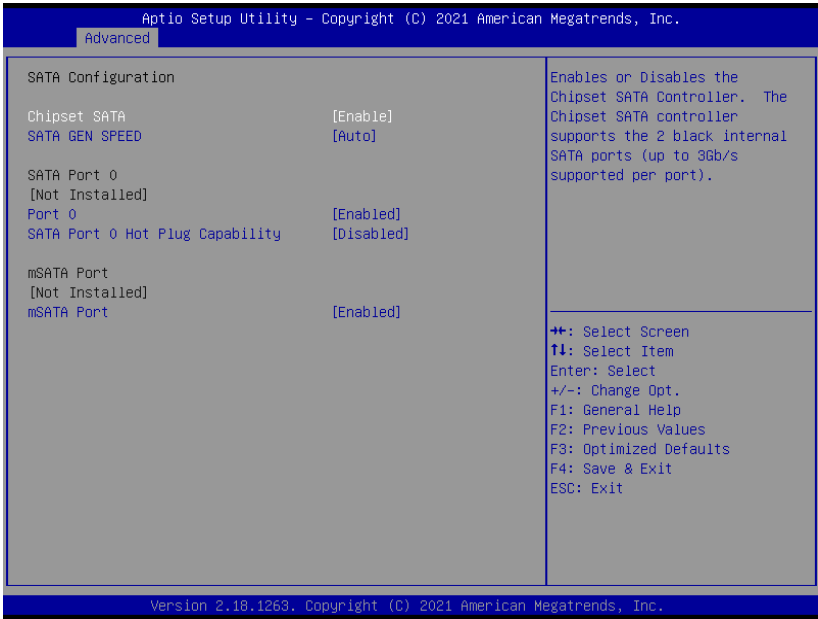 Aptio Setup Utility – Copyright (C) 2021 American Megatrends, Inc.
Advanced
SATA Configuration
Chipset SATA [Enable]
SATA GEN SPEED [Auto]
SATA Port 0
[Not Installed]
Port 0 [Enabled]
SATA Port 0 Hot Plug Capability [Disabled]
mSATA Port
[Not Installed]
mSATA Port [Enabled]
Enables or Disables the
Chipset SATA Controller. The
Chipset SATA controller
supports the 2 black internal
SATA ports (up to 3Gb/s
supported per port).
→←: Select Screen
↑↓: Select Item
Enter: Select
+/-: Change Opt.
F1: General Help
F2: Previous Values
F3: Optimized Defaults
F4: Save & Exit
ESC: Exit
Version 2.18.1263. Copyright (C) 2021 American Megatrends, Inc.